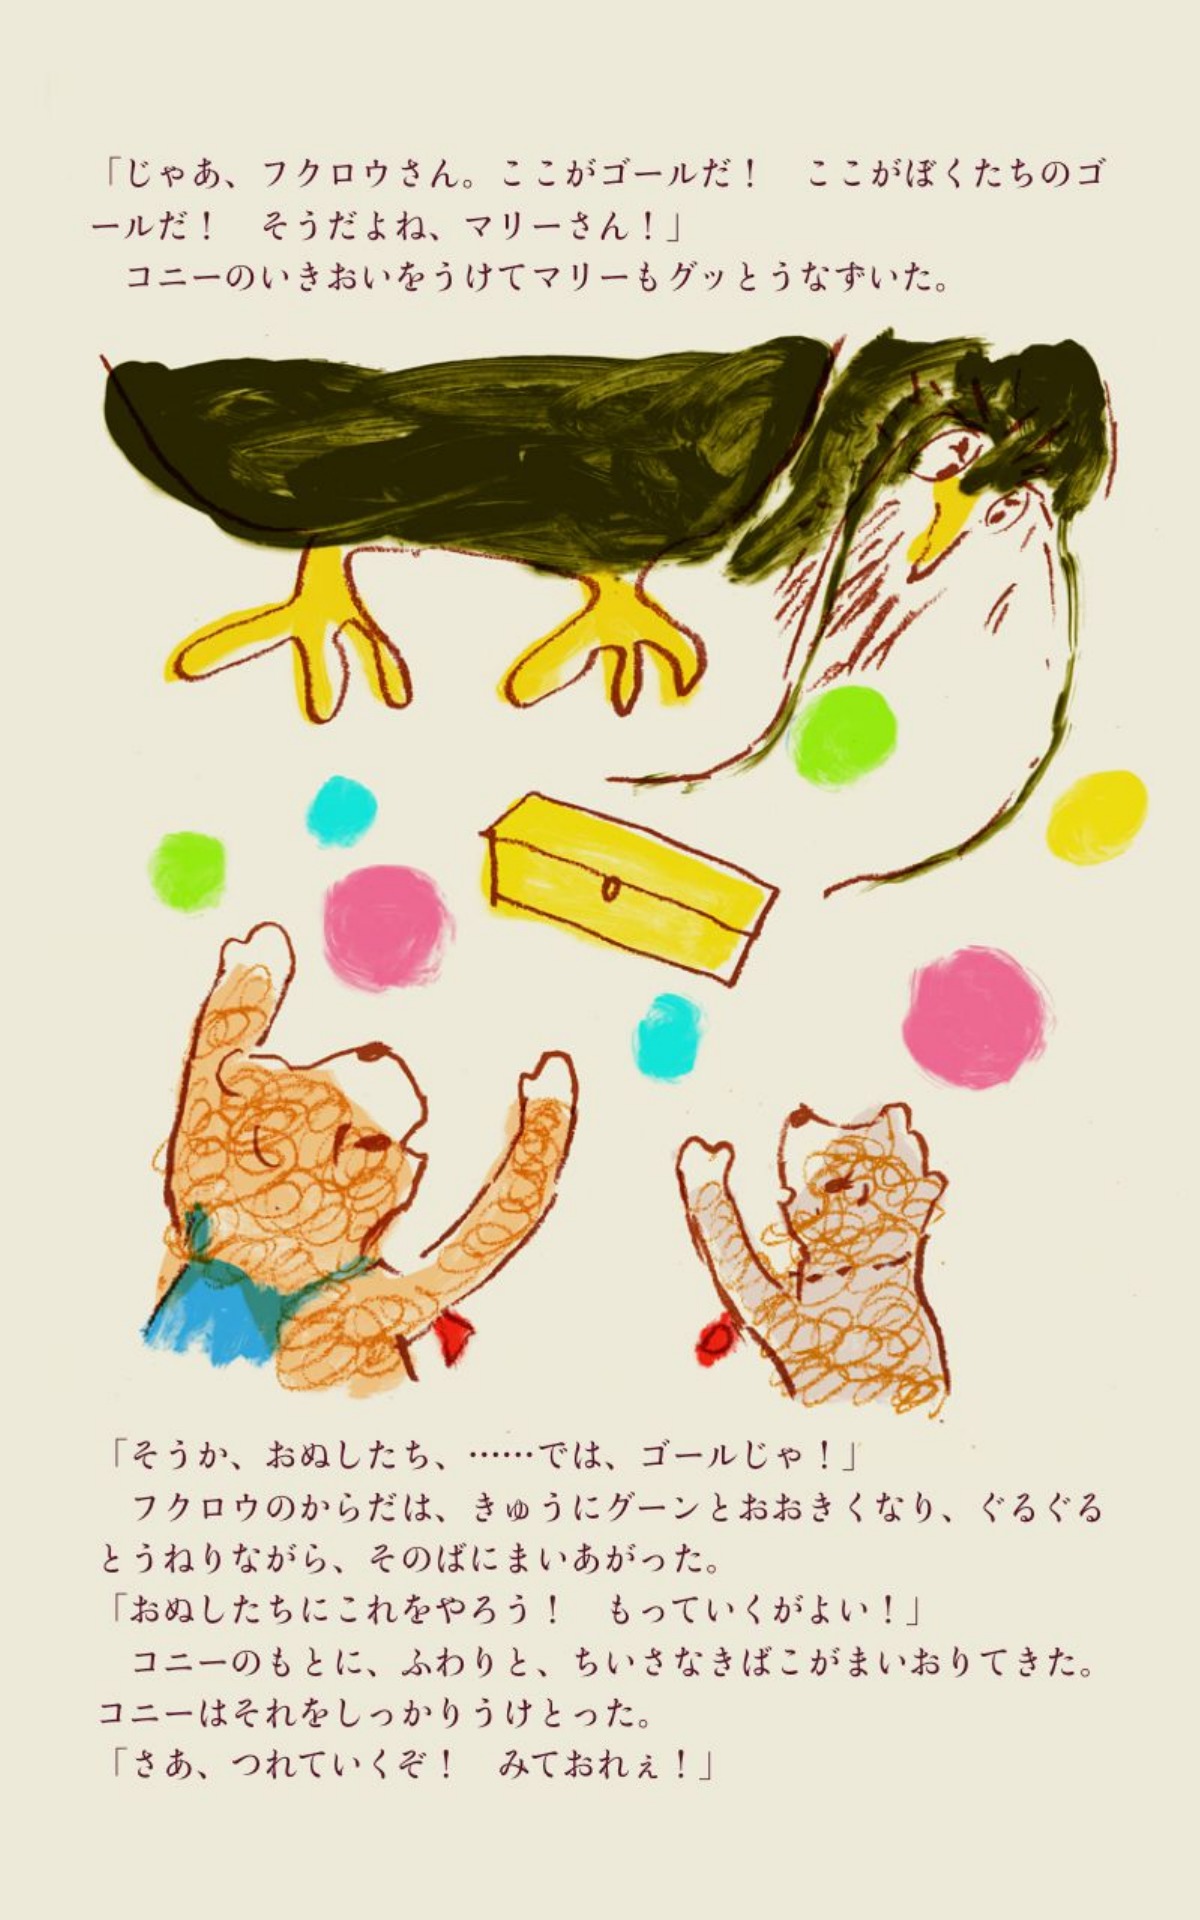 「じゃあ、フクロウさん。ここがゴールだ！　ここがぼくたちのゴ
ールだ！　そうだよね、マリーさん！」
　コニーのいきおいをうけてマリーもグッとうなずいた。
「そうか、おぬしたち、……では、ゴールじゃ！」
　フクロウのからだは、きゅうにグーンとおおきくなり、ぐるぐる
とうねりながら、そのばにまいあがった。
「おぬしたちにこれをやろう！　もっていくがよい！」
　コニーのもとに、ふわりと、ちいさなきばこがまいおりてきた。
コニーはそれをしっかりうけとった。
「さあ、つれていくぞ！　みておれぇ！」